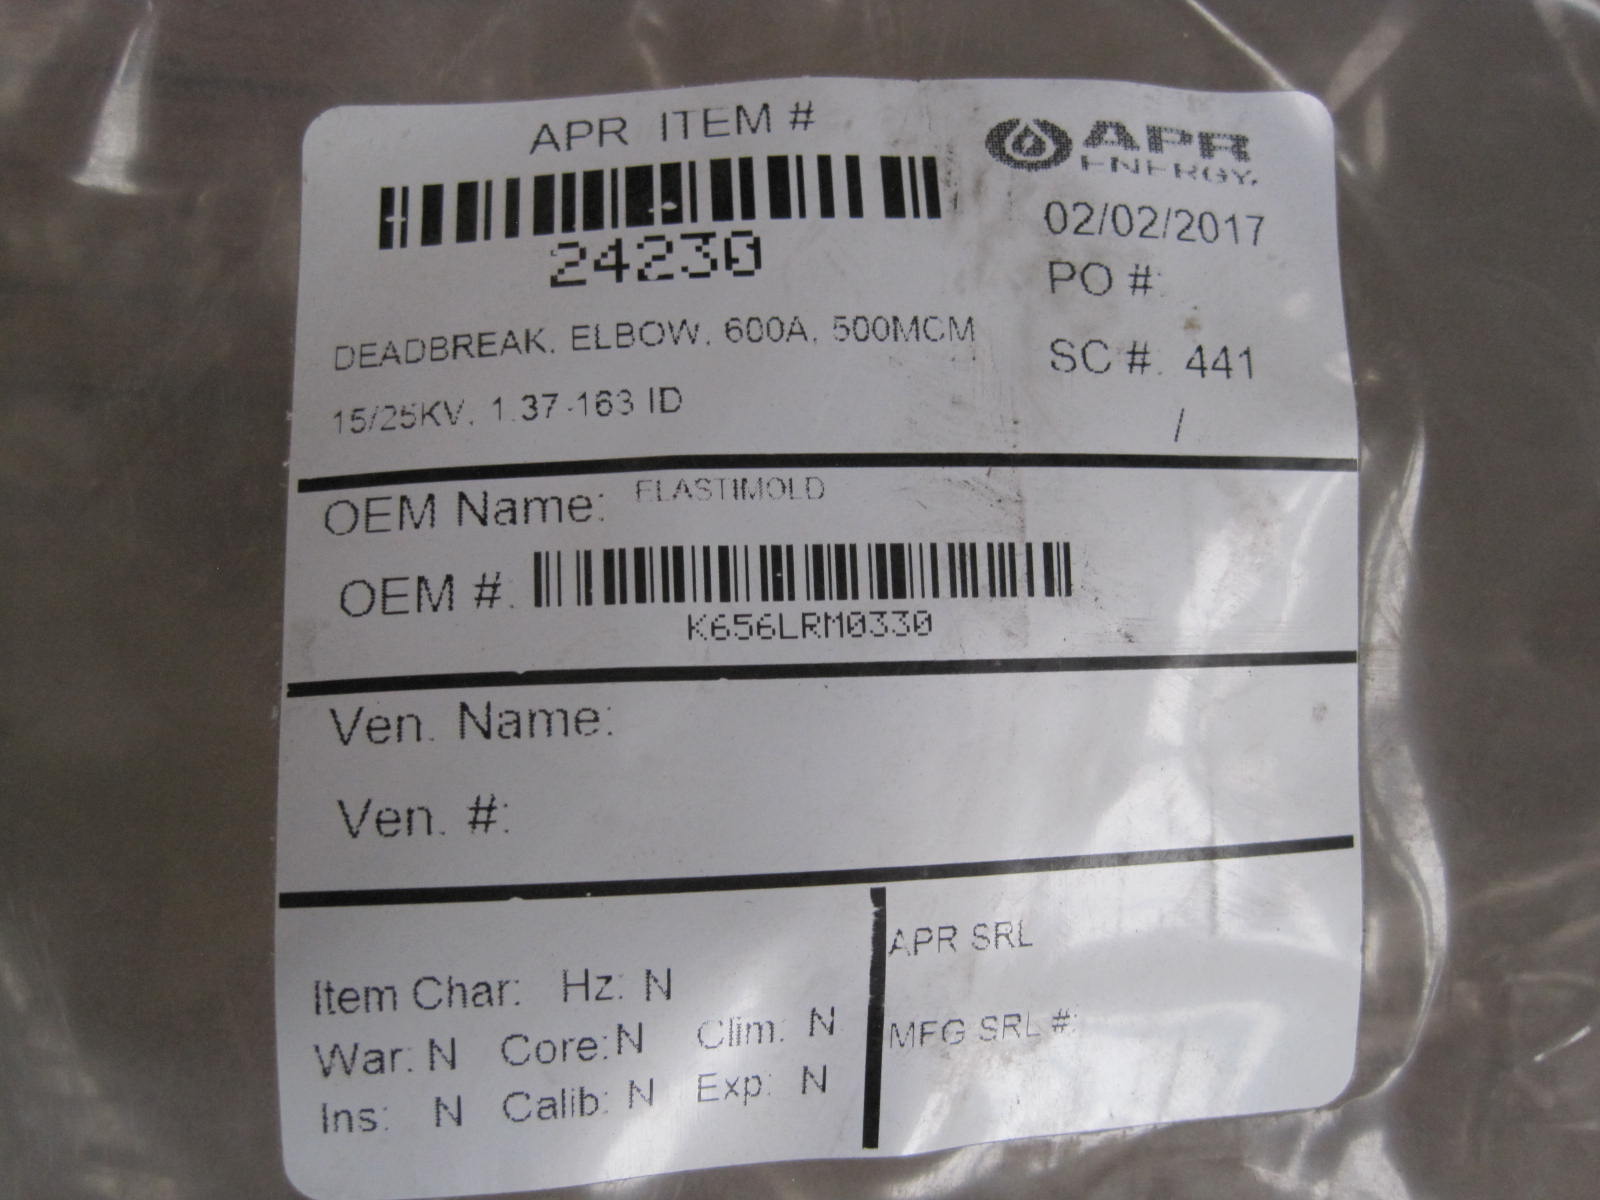 APR ITEM #
24230
APR
ENERGY
02/02/2017
PO #:
SC #: 441
/
DEADBREAK, ELBOW, 600A, 500MCM
15/25KV, 1.37-163 ID
OEM Name: ELASTIMOLD
OEM #:
K656LRM0330
Ven. Name:
Ven. #:
Item Char: Hz: N
War: N Core: N Clim: N
Ins: N Calib: N Exp: N
APR SRL
MFG SRL #: